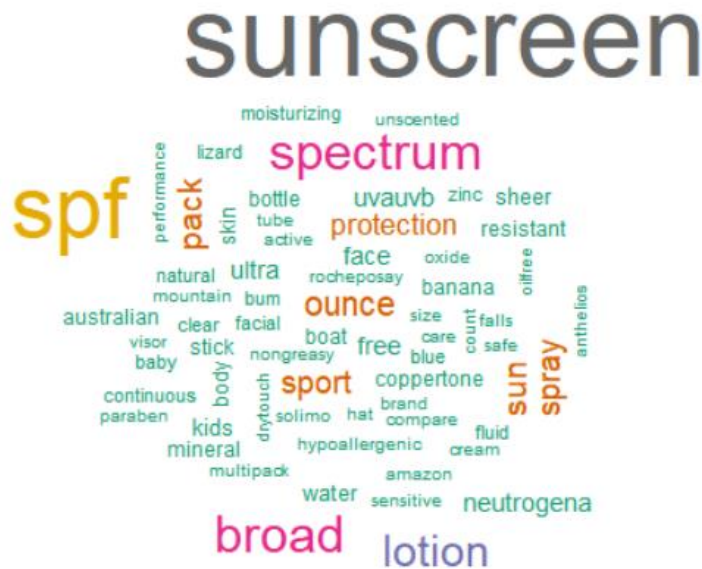 sunscreen
moisturizing
unscented
lizard
spectrum
performance
spf
pack
skin
bottle
uvauvb
zinc
sheer
tube
protection
resistant
active
face
oxide
oilfree
natural
ultra
rocheposay
banana
mountain
bum
ounce
anthelios
australian
clear
facial
size
count
falls
visor
stick
boat
free
care
safe
baby
nongreasy
blue
body
sport
coppertone
sun
spray
continuous
drytouch
brand
paraben
solimo
hat
compare
kids
fluid
mineral
hypoallergenic
cream
multipack
amazon
water
sensitive
neutrogena
broad
lotion